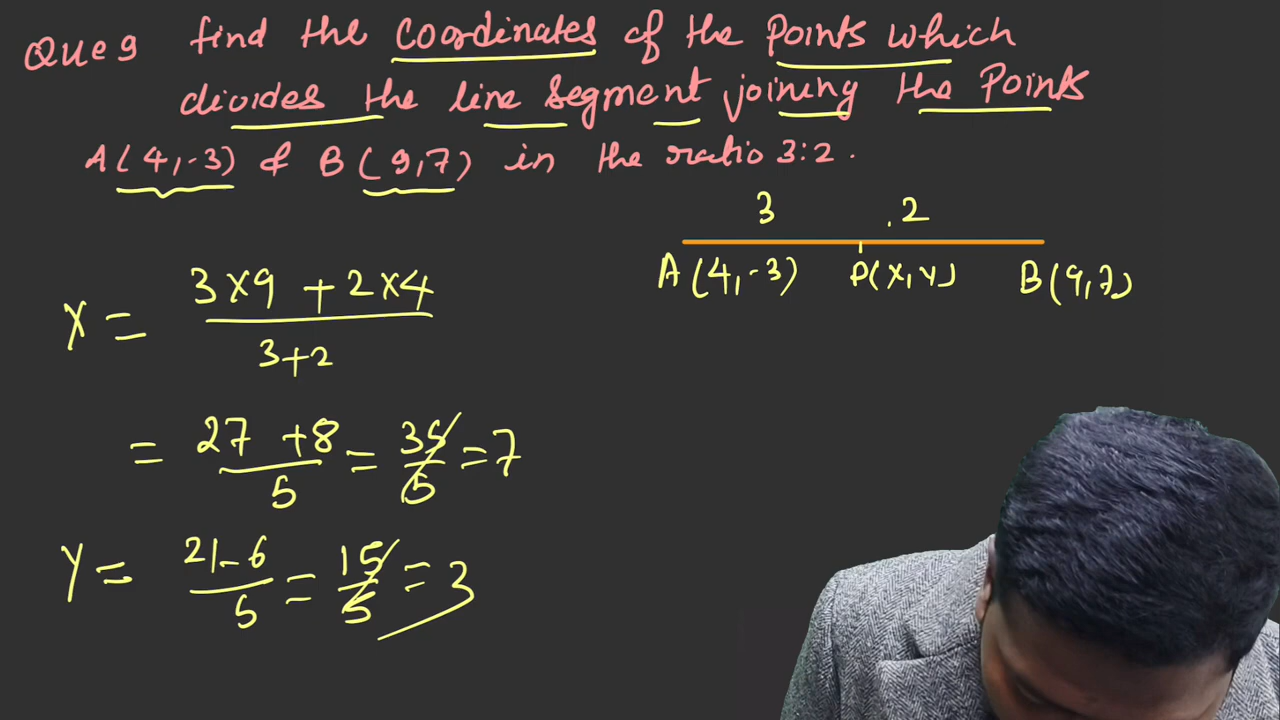 Que 9 find the coordinates of the points which
divides the line segment joining the points
A(4,-3) & B(9,7) in the ratio 3:2.
3 .2
A(4,-3) P(X,Y) B(9,7)
X = 3×9 + 2×4 / 3+2
= 27 +8 / 5 = 35/5 = 7
Y = 21-6 / 5 = 15/5 = 3